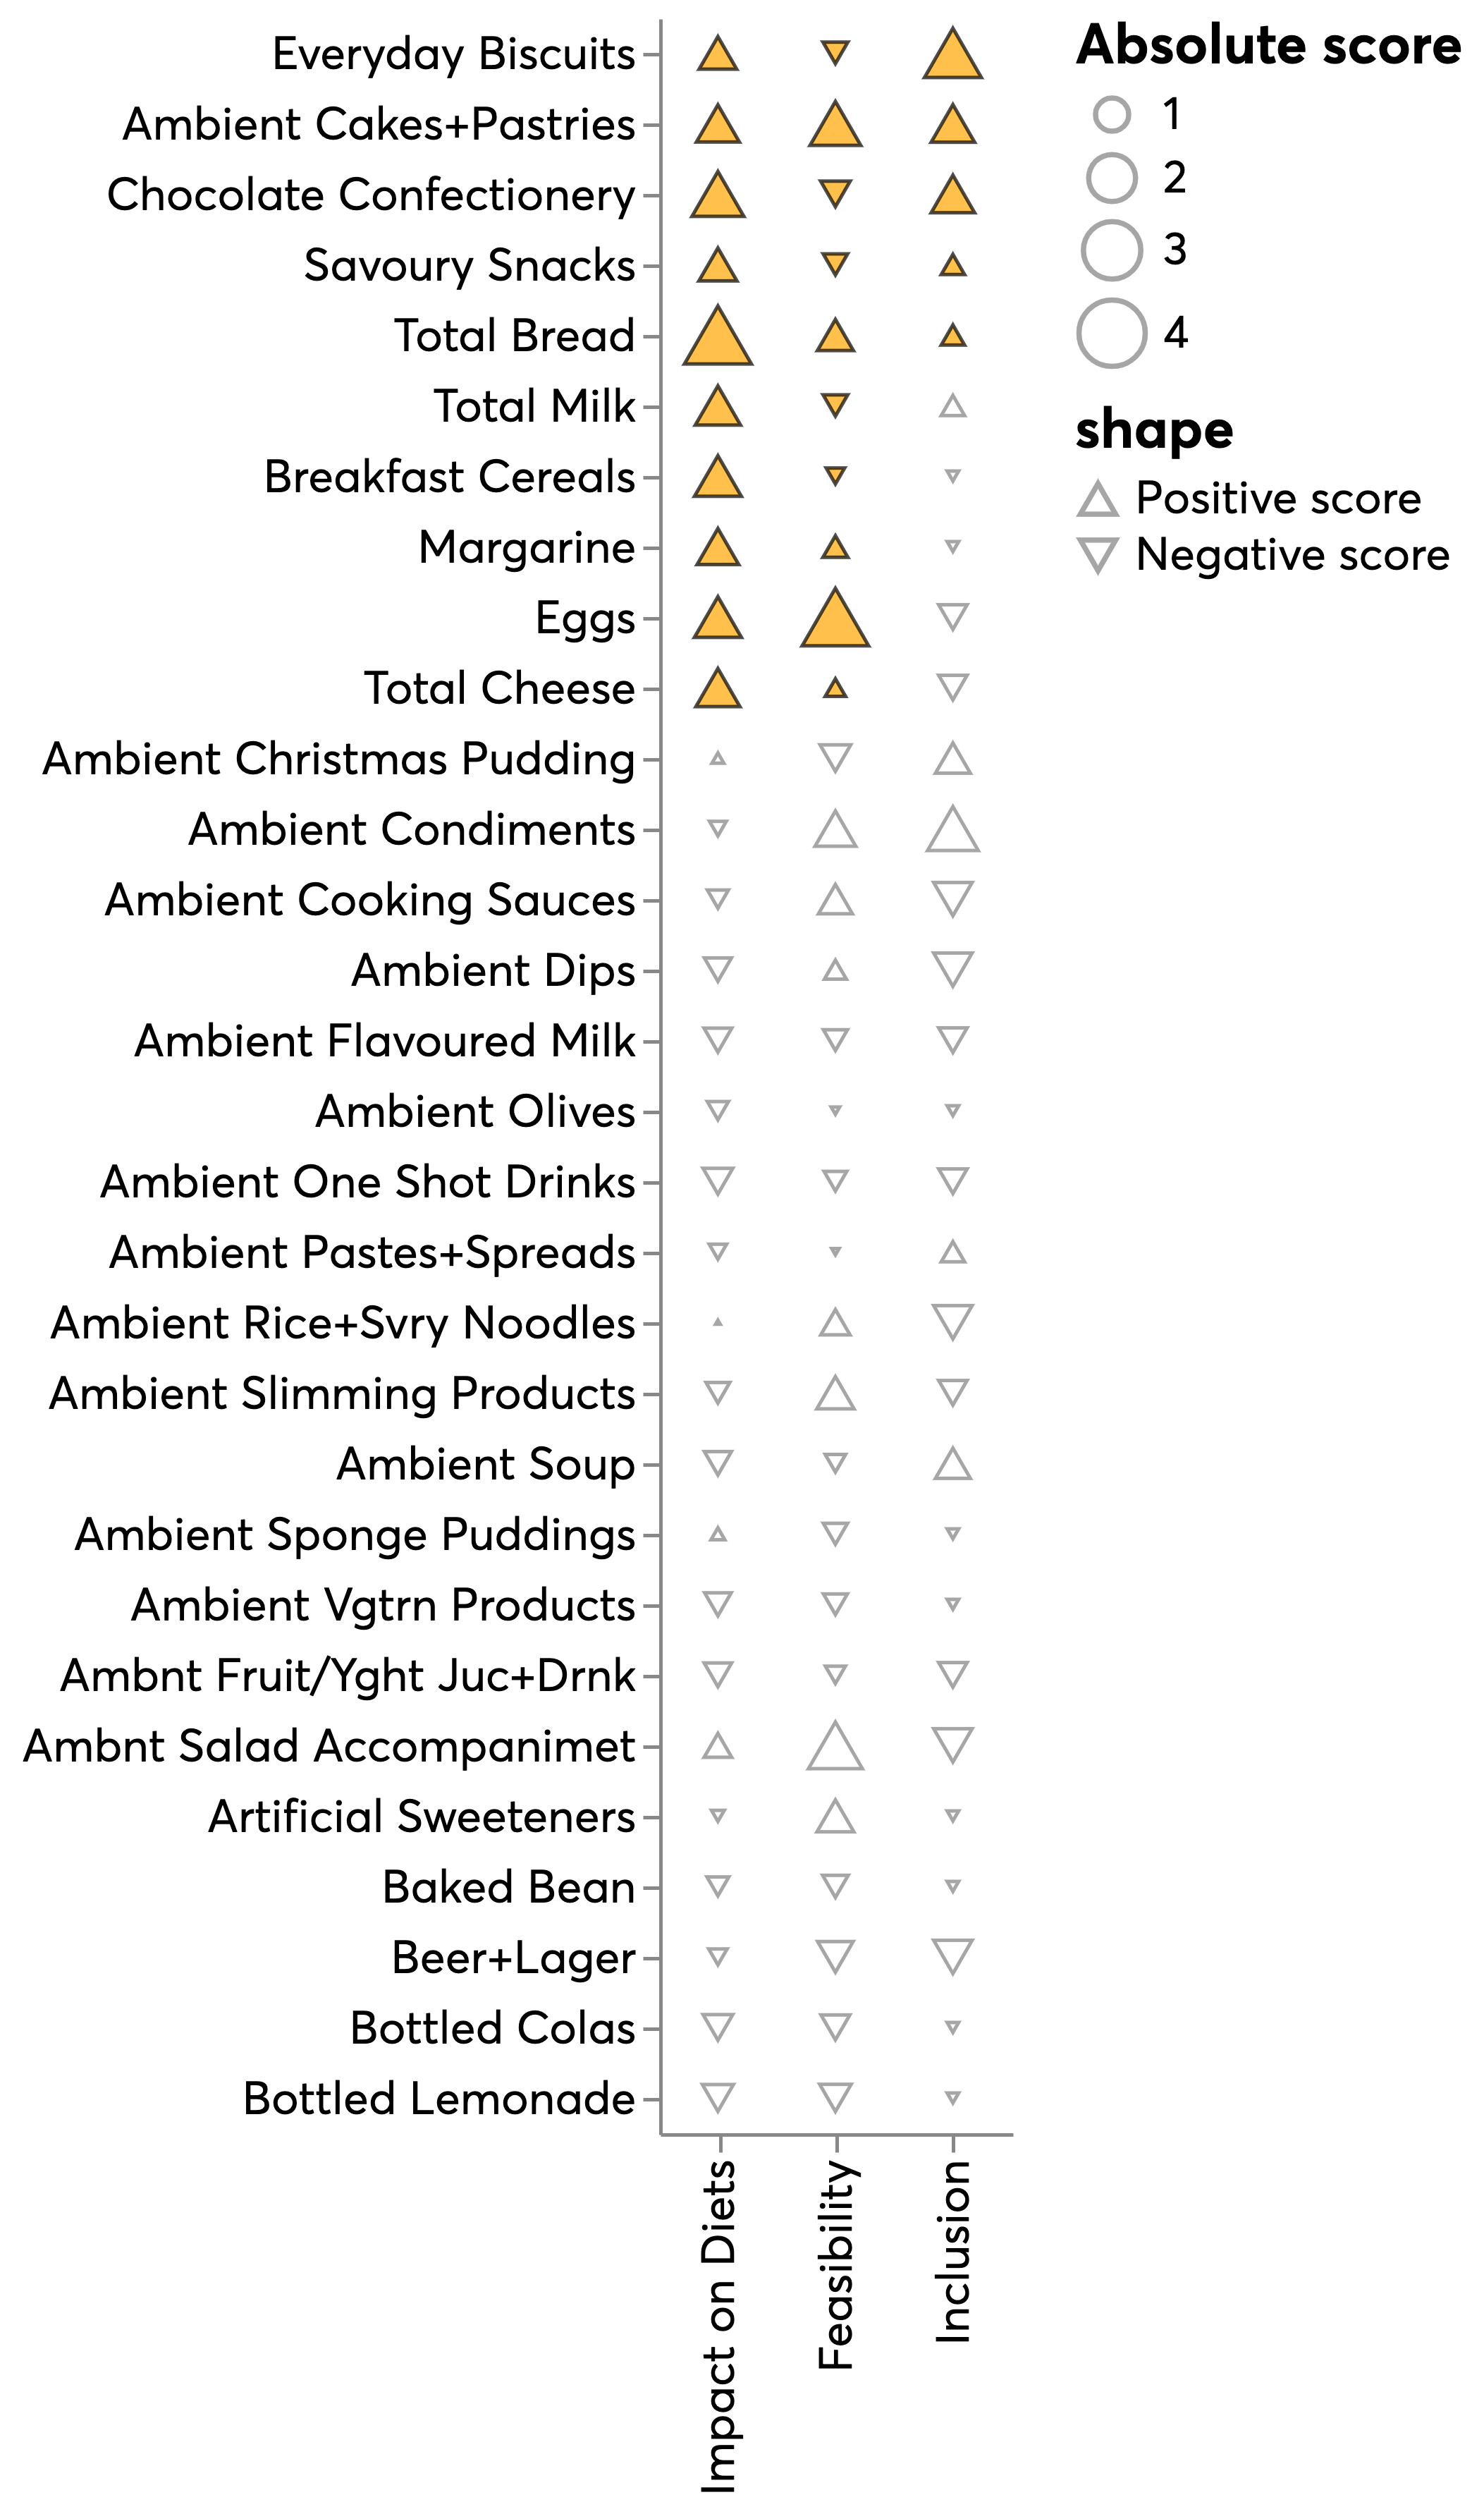 Everyday Biscuits
Ambient Cakes+Pastries
Chocolate Confectionery
Savoury Snacks
Total Bread
Total Milk
Breakfast Cereals
Margarine
Eggs
Total Cheese
Ambient Christmas Pudding
Ambient Condiments
Ambient Cooking Sauces
Ambient Dips
Ambient Flavoured Milk
Ambient Olives
Ambient One Shot Drinks
Ambient Pastes+Spreads
Ambient Rice+Svry Noodles
Ambient Slimming Products
Ambient Soup
Ambient Sponge Puddings
Ambient Vgtrn Products
Ambnt Fruit/Yght Juc+Drnk
Ambnt Salad Accompanimet
Artificial Sweeteners
Baked Bean
Beer+Lager
Bottled Colas
Bottled Lemonade
Impact on Diets
Feasibility
Inclusion
Absolute score
1
2
3
4
shape
Positive score
Negative score